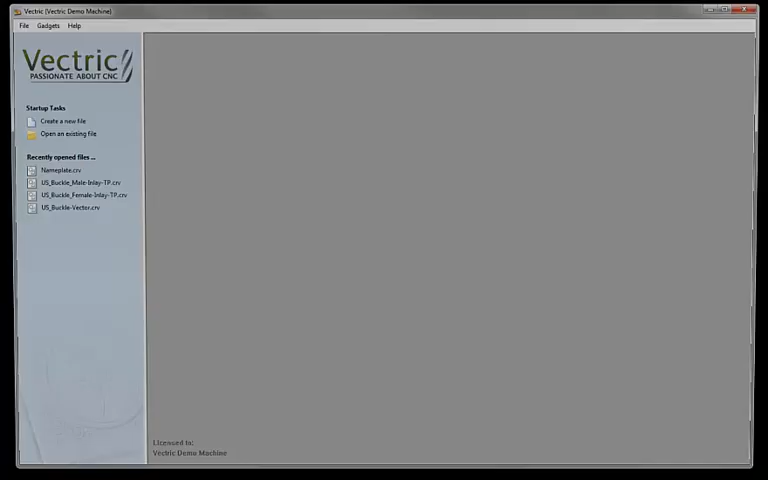 Vectric [Vectric Demo Machine]
File Gadgets Help
Vectric
PASSIONATE ABOUT CNC
Startup Tasks
Create a new file
Open an existing file
Recently opened files ...
Nameplate.crv
US_Buckle_Male-Inlay-TP.crv
US_Buckle_Female-Inlay-TP.crv
US_Buckle-Vector.crv
Licensed to:
Vectric Demo Machine